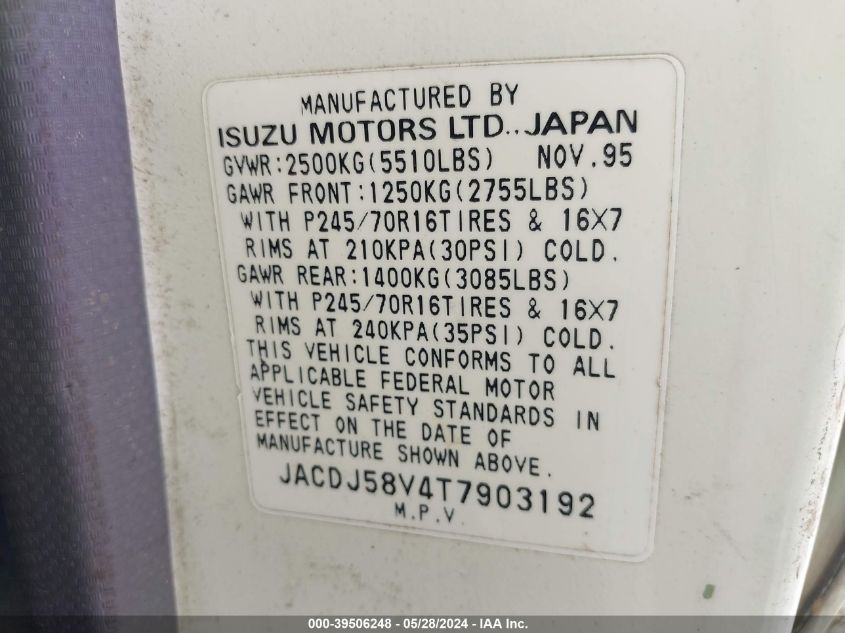 MANUFACTURED BY
ISUZU MOTORS LTD., JAPAN
GVWR:2500KG(5510LBS) NOV.95
GAWR FRONT:1250KG(2755LBS)
WITH P245/70R16TIRES & 16X7
RIMS AT 210KPA(30PSI) COLD.
GAWR REAR:1400KG(3085LBS)
WITH P245/70R16TIRES & 16X7
RIMS AT 240KPA(35PSI) COLD.
THIS VEHICLE CONFORMS TO ALL
APPLICABLE FEDERAL MOTOR
VEHICLE SAFETY STANDARDS IN
EFFECT ON THE DATE OF
MANUFACTURE SHOWN ABOVE.
JACDJ58V4T7903192
M.P.V.
000-39506248 - 05/28/2024 - IAA Inc.